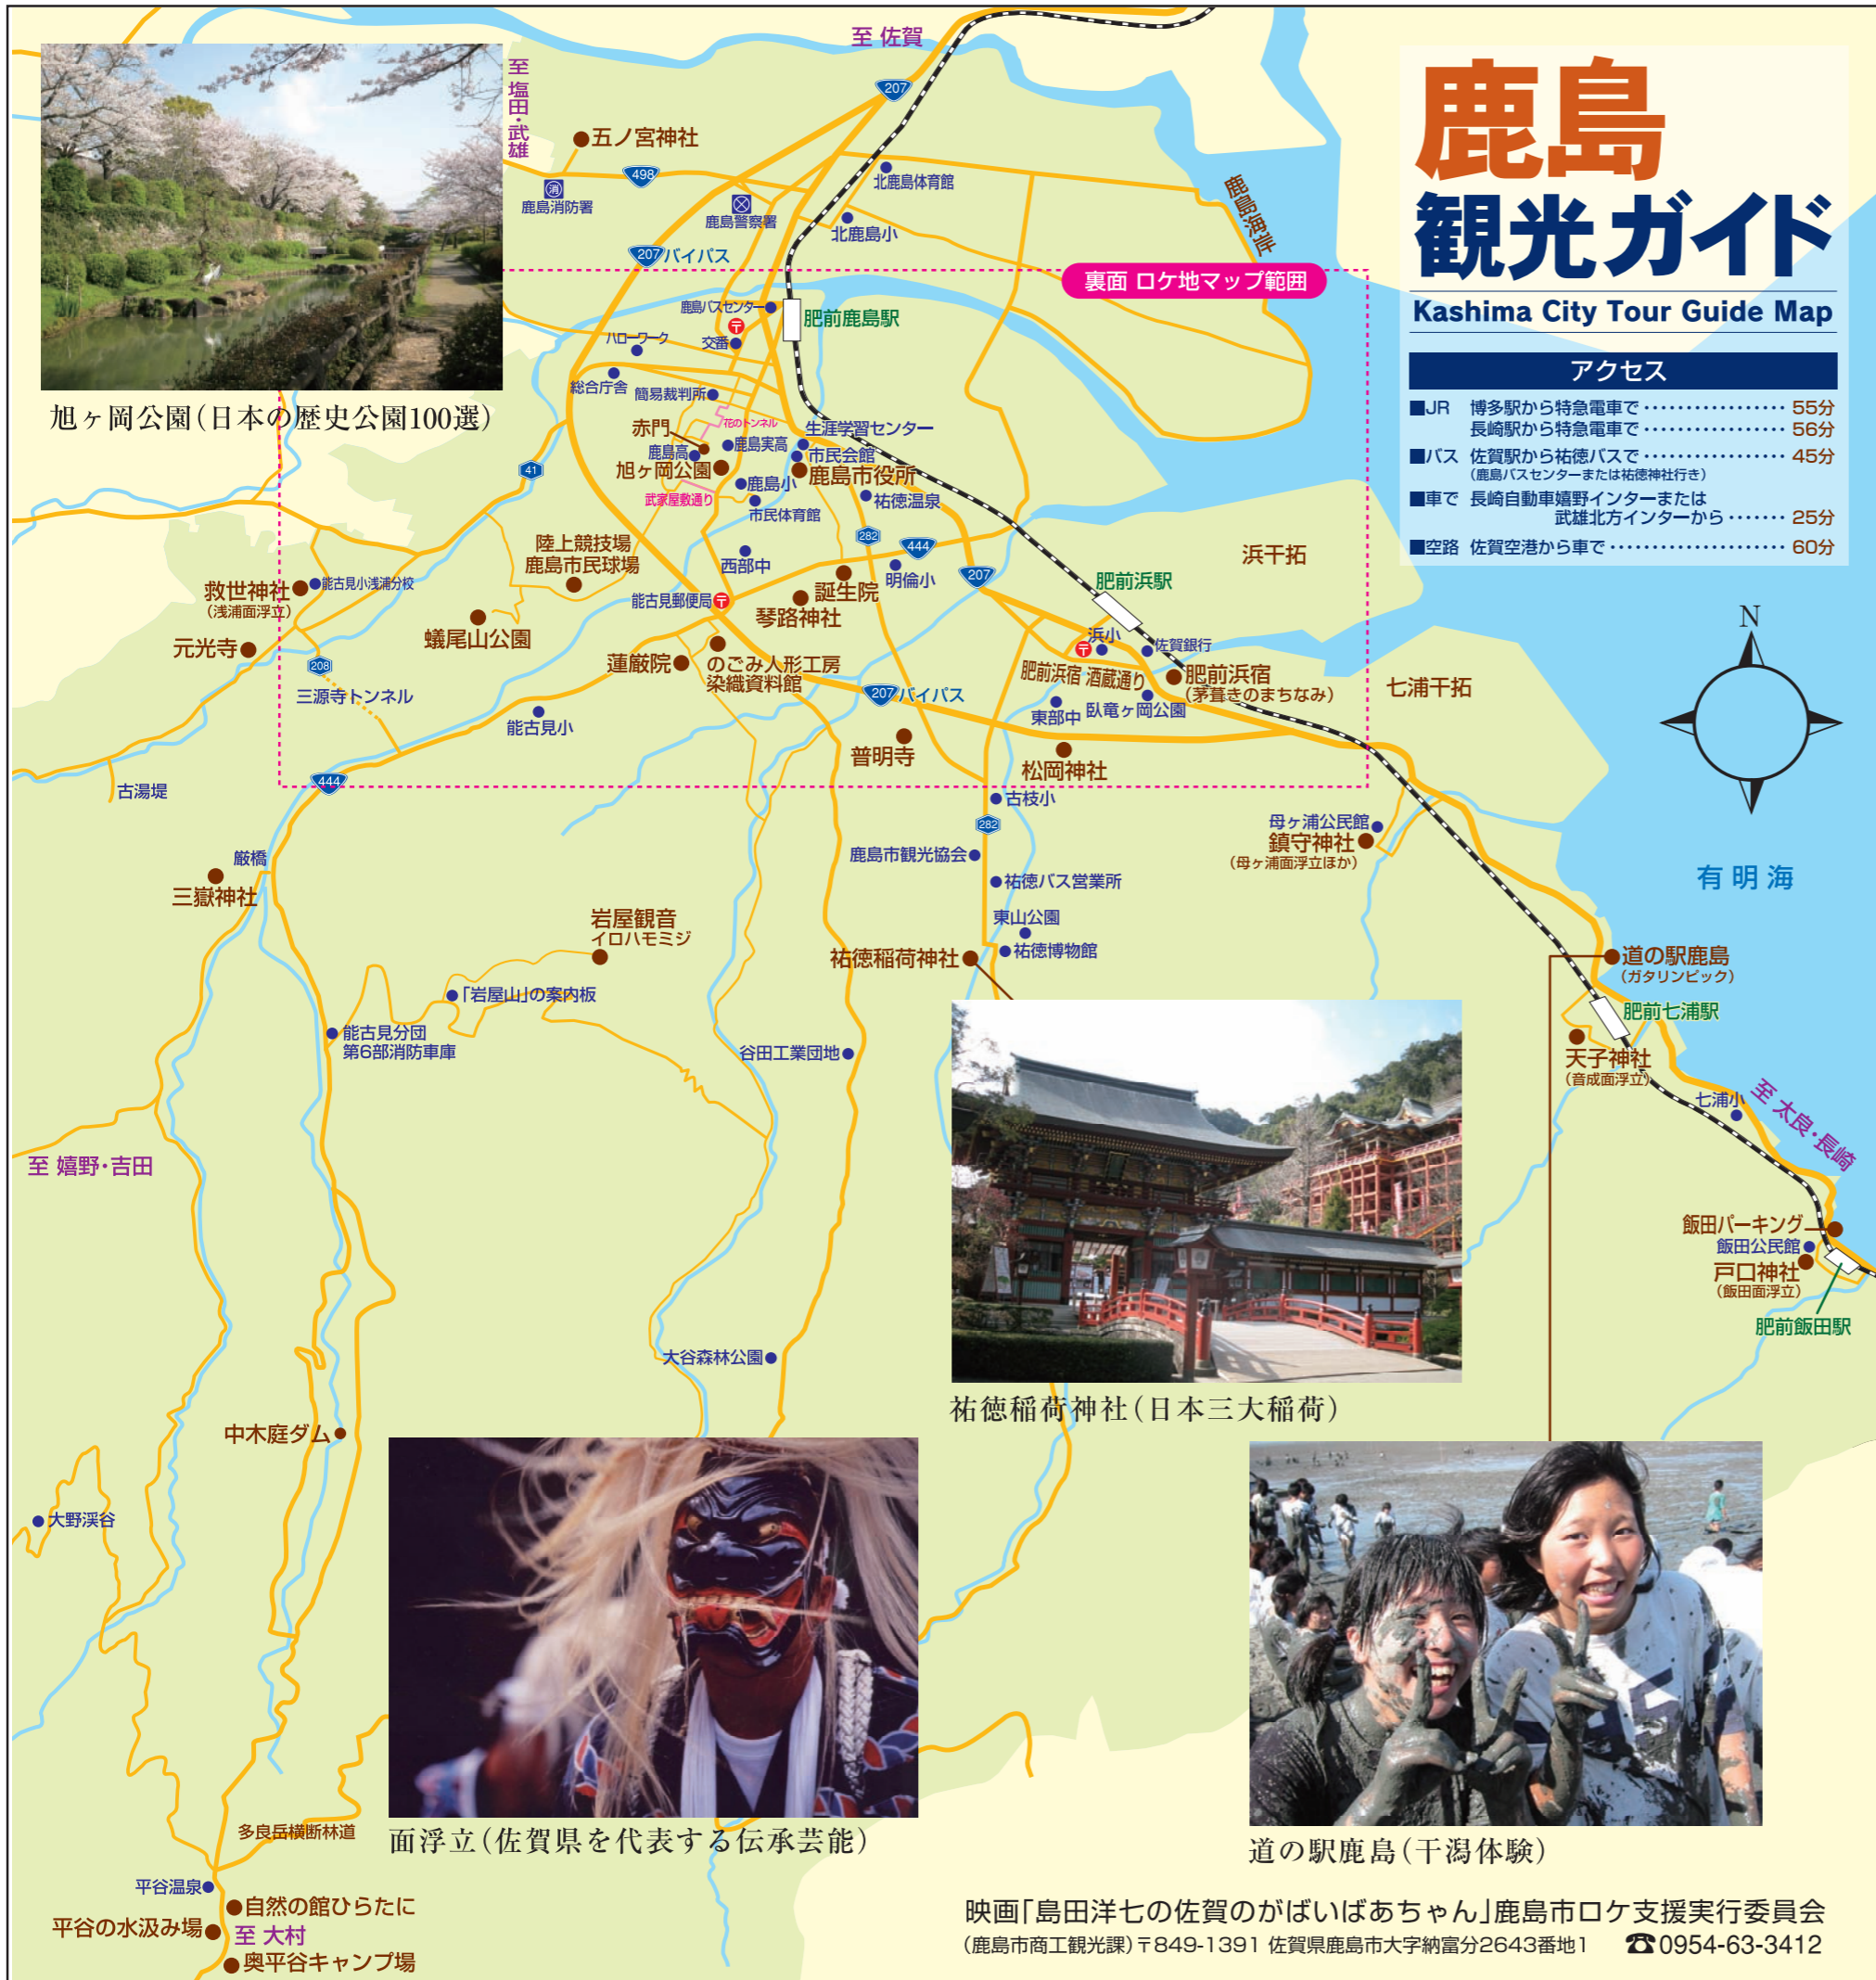 至 佐賀
至 塩田・武雄
207
五ノ宮神社
498
鹿島消防署
鹿島警察署
北鹿島体育館
北鹿島小
鹿島海岸
207 バイパス
裏面 ロケ地マップ範囲
鹿島
観光ガイド
Kashima City Tour Guide Map
アクセス
■JR 博多駅から特急電車で‥‥‥‥‥‥‥‥ 55分
長崎駅から特急電車で‥‥‥‥‥‥‥‥ 56分
■バス 佐賀駅から祐徳バスで‥‥‥‥‥‥‥‥ 45分
(鹿島バスセンターまたは祐徳神社行き)
■車で 長崎自動車嬉野インターまたは
武雄北方インターから‥‥‥‥ 25分
■空路 佐賀空港から車で‥‥‥‥‥‥‥‥‥‥ 60分
旭ヶ岡公園(日本の歴史公園100選)
鹿島バスセンター
肥前鹿島駅
ハローワーク
交番
総合庁舎
簡易裁判所
花のトンネル
赤門
鹿島高
鹿島実高
生涯学習センター
市民会館
旭ヶ岡公園
鹿島市役所
鹿島小
武家屋敷通り
市民体育館
祐徳温泉
41
282
444
207
陸上競技場
鹿島市民球場
西部中
明倫小
浜干拓
肥前浜駅
救世神社
(浅浦面浮立)
能古見小浅浦分校
能古見郵便局
誕生院
琴路神社
元光寺
蟻尾山公園
蓮厳院
のごみ人形工房
染織資料館
浜小
佐賀銀行
肥前浜宿 酒蔵通り
肥前浜宿
(茅葺きのまちなみ)
七浦干拓
N
208
三源寺トンネル
能古見小
207 バイパス
東部中
臥竜ヶ岡公園
普明寺
松岡神社
古湯堤
444
古枝小
282
母ヶ浦公民館
鎮守神社
(母ヶ浦面浮立ほか)
有明海
厳橋
三嶽神社
鹿島市観光協会
祐徳バス営業所
岩屋観音
イロハモミジ
東山公園
祐徳稲荷神社
祐徳博物館
道の駅鹿島
(ガタリンピック)
「岩屋山」の案内板
肥前七浦駅
能古見分団
第6部消防車庫
谷田工業団地
天子神社
(音成面浮立)
七浦小
至 太良・長崎
至 嬉野・吉田
飯田パーキング
飯田公民館
戸口神社
(飯田面浮立)
肥前飯田駅
大谷森林公園
祐徳稲荷神社(日本三大稲荷)
中木庭ダム
大野渓谷
多良岳横断林道
面浮立(佐賀県を代表する伝承芸能)
道の駅鹿島(干潟体験)
平谷温泉
自然の館ひらたに
平谷の水汲み場
至 大村
奥平谷キャンプ場
映画「島田洋七の佐賀のがばいばあちゃん」鹿島市ロケ支援実行委員会
(鹿島市商工観光課)〒849-1391 佐賀県鹿島市大字納富分2643番地1 ☎0954-63-3412